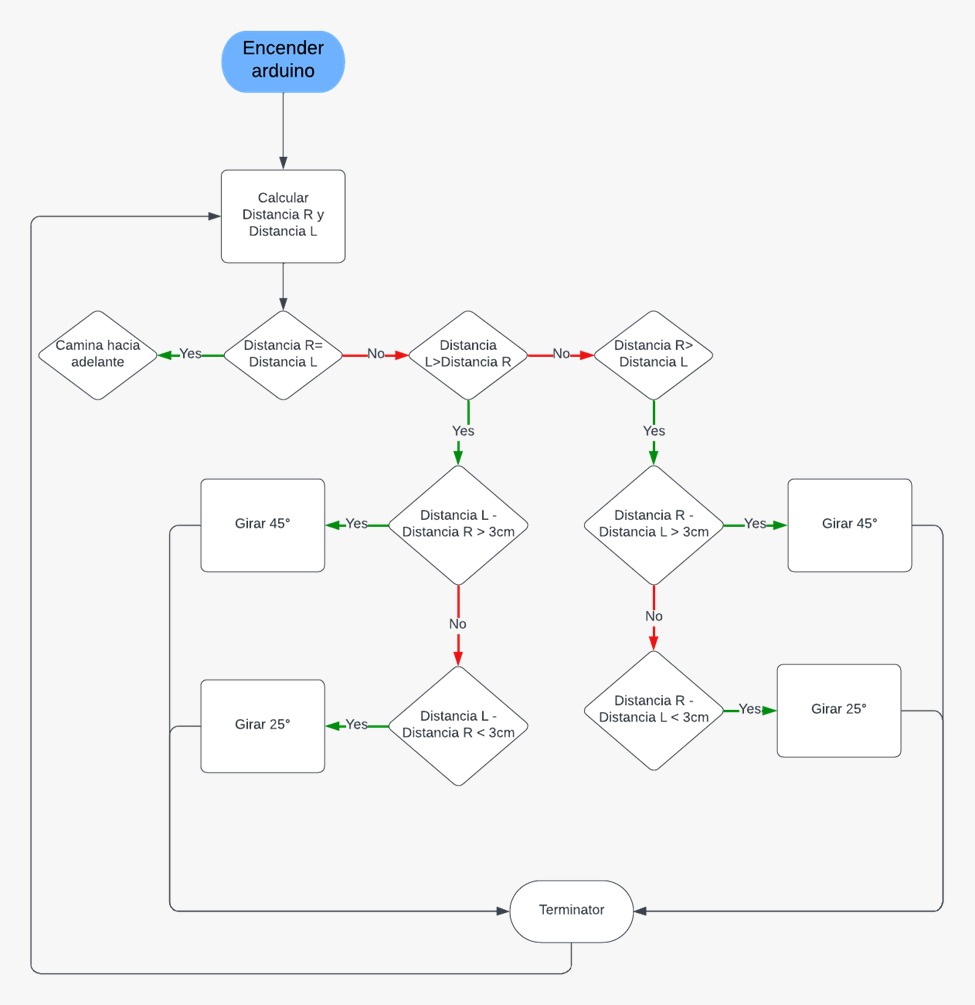 Encender
arduino
Calcular
Distancia R y
Distancia L
Camina hacia
adelante
Yes
Distancia R=
Distancia L
No
Distancia
L>Distancia R
No
Distancia R>
Distancia L
Yes
Yes
Girar 45°
Yes
Distancia L -
Distancia R > 3cm
Distancia R -
Distancia L > 3cm
Yes
Girar 45°
No
No
Girar 25°
Yes
Distancia L -
Distancia R < 3cm
Distancia R -
Distancia L < 3cm
Yes
Girar 25°
Terminator